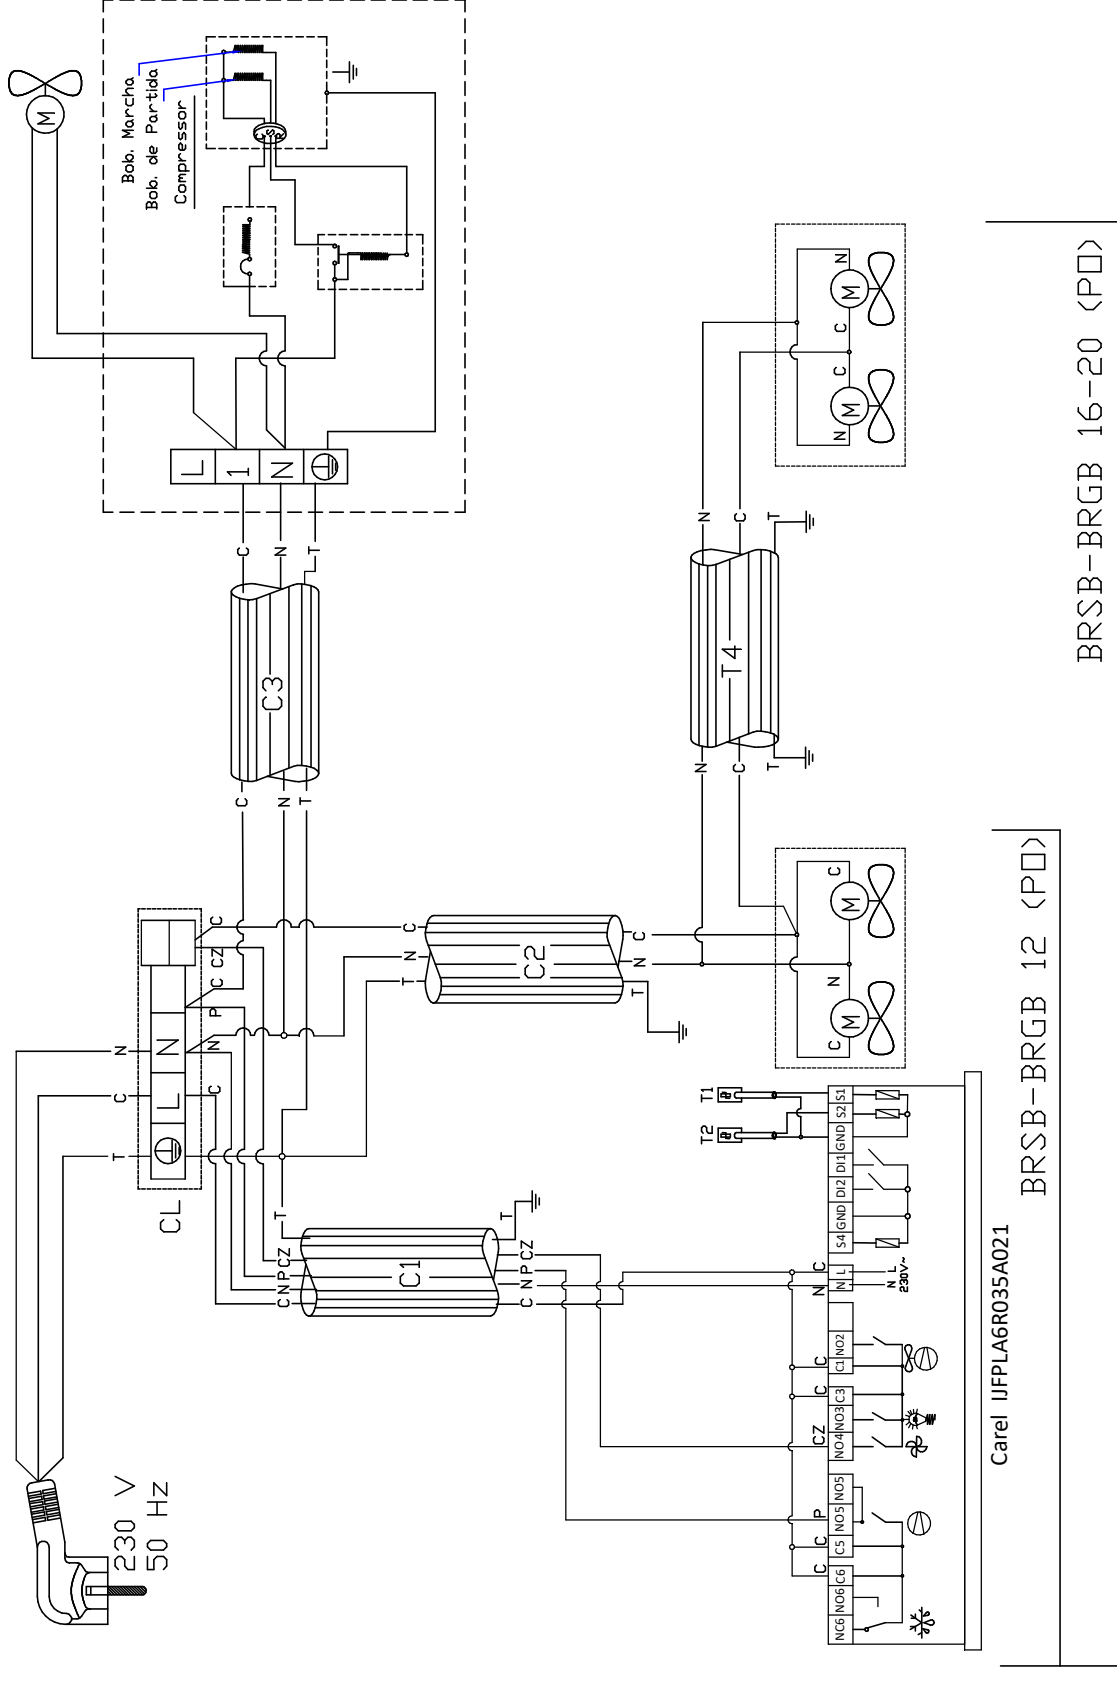 M
Bob. Marcha
Bob. de Partida
Compressor
C
S
R
L
1
N
C
N
T
C3
C
N
T
CL
L
N
N
C
T
C
CZ
C
P
N
C
C
N
T
C2
C
N
T
T
CZ
P
N
C
C1
T
CZ
P
N
C
230 V
50 Hz
N
C
T
T4
N
C
T
N
M
C
C
M
N
C
M
N
M
C
T1
T2
S1
S2
GND
DI1
DI2
GND
S4
L
N
C
N
L
N
230V~
NO2
C1
C
C3
C
NO3
NO4
CZ
NO5
NO5
P
C5
C
C6
C
NO6
NC6
Carel IJFPLA6R035A021
BRSB-BRGB 12 (PO)
BRSB-BRGB 16-20 (PO)